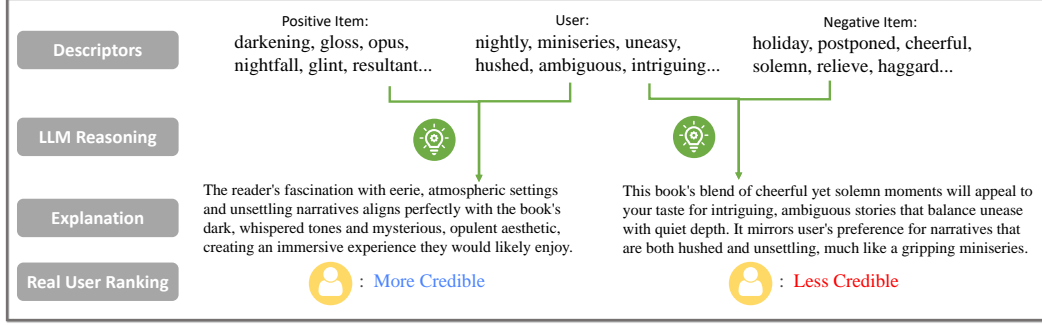 Descriptors
Positive Item:
darkening, gloss, opus,
nightfall, glint, resultant...
User:
nightly, miniseries, uneasy,
hushed, ambiguous, intriguing...
Negative Item:
holiday, postponed, cheerful,
solemn, relieve, haggard...
LLM Reasoning
Explanation
The reader's fascination with eerie, atmospheric settings
and unsettling narratives aligns perfectly with the book's
dark, whispered tones and mysterious, opulent aesthetic,
creating an immersive experience they would likely enjoy.
This book's blend of cheerful yet solemn moments will appeal to
your taste for intriguing, ambiguous stories that balance unease
with quiet depth. It mirrors user's preference for narratives that
are both hushed and unsettling, much like a gripping miniseries.
Real User Ranking
: More Credible
: Less Credible